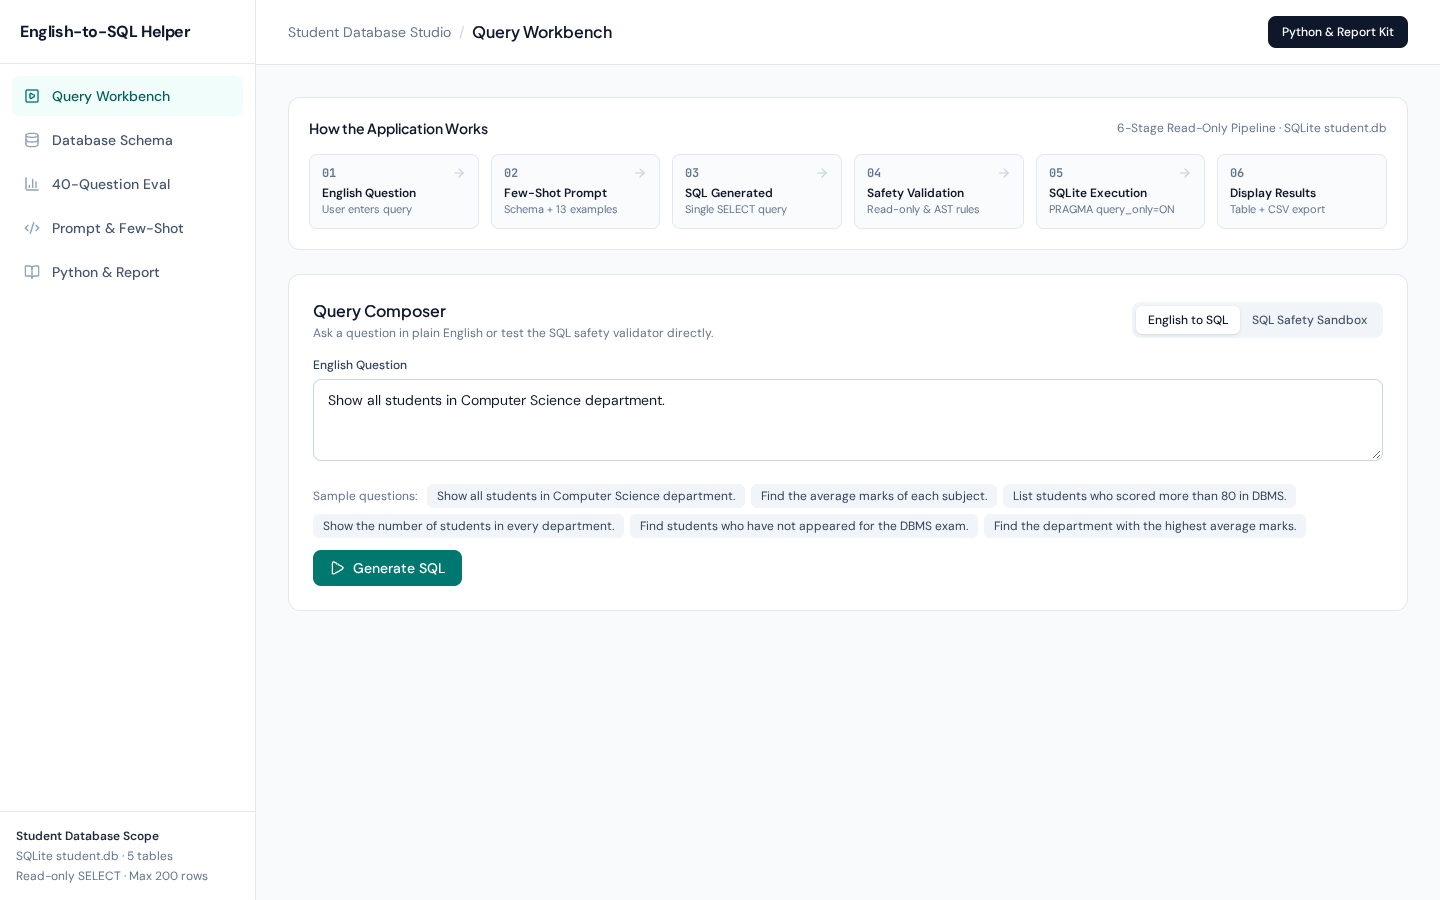 English-to-SQL Helper
Query Workbench
Database Schema
40-Question Eval
Prompt & Few-Shot
Python & Report
Student Database Scope
SQLite student.db · 5 tables
Read-only SELECT · Max 200 rows
Student Database Studio / Query Workbench
Python & Report Kit
How the Application Works
6-Stage Read-Only Pipeline · SQLite student.db
01 →
English Question
User enters query
02 →
Few-Shot Prompt
Schema + 13 examples
03 →
SQL Generated
Single SELECT query
04 →
Safety Validation
Read-only & AST rules
05 →
SQLite Execution
PRAGMA query_only=ON
06
Display Results
Table + CSV export
Query Composer
Ask a question in plain English or test the SQL safety validator directly.
English to SQL
SQL Safety Sandbox
English Question
Show all students in Computer Science department.
Sample questions: Show all students in Computer Science department. Find the average marks of each subject. List students who scored more than 80 in DBMS.
Show the number of students in every department. Find students who have not appeared for the DBMS exam. Find the department with the highest average marks.
Generate SQL